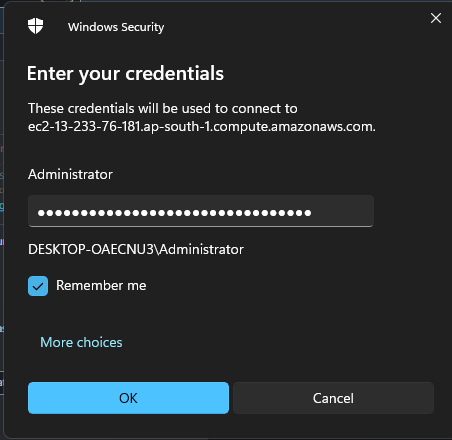 Windows Security
Enter your credentials
These credentials will be used to connect to
ec2-13-233-76-181.ap-south-1.compute.amazonaws.com.
Administrator
●●●●●●●●●●●●●●●●●●●●●●●●●●●●●●●●
DESKTOP-OAECNU3\Administrator
Remember me
More choices
OK
Cancel